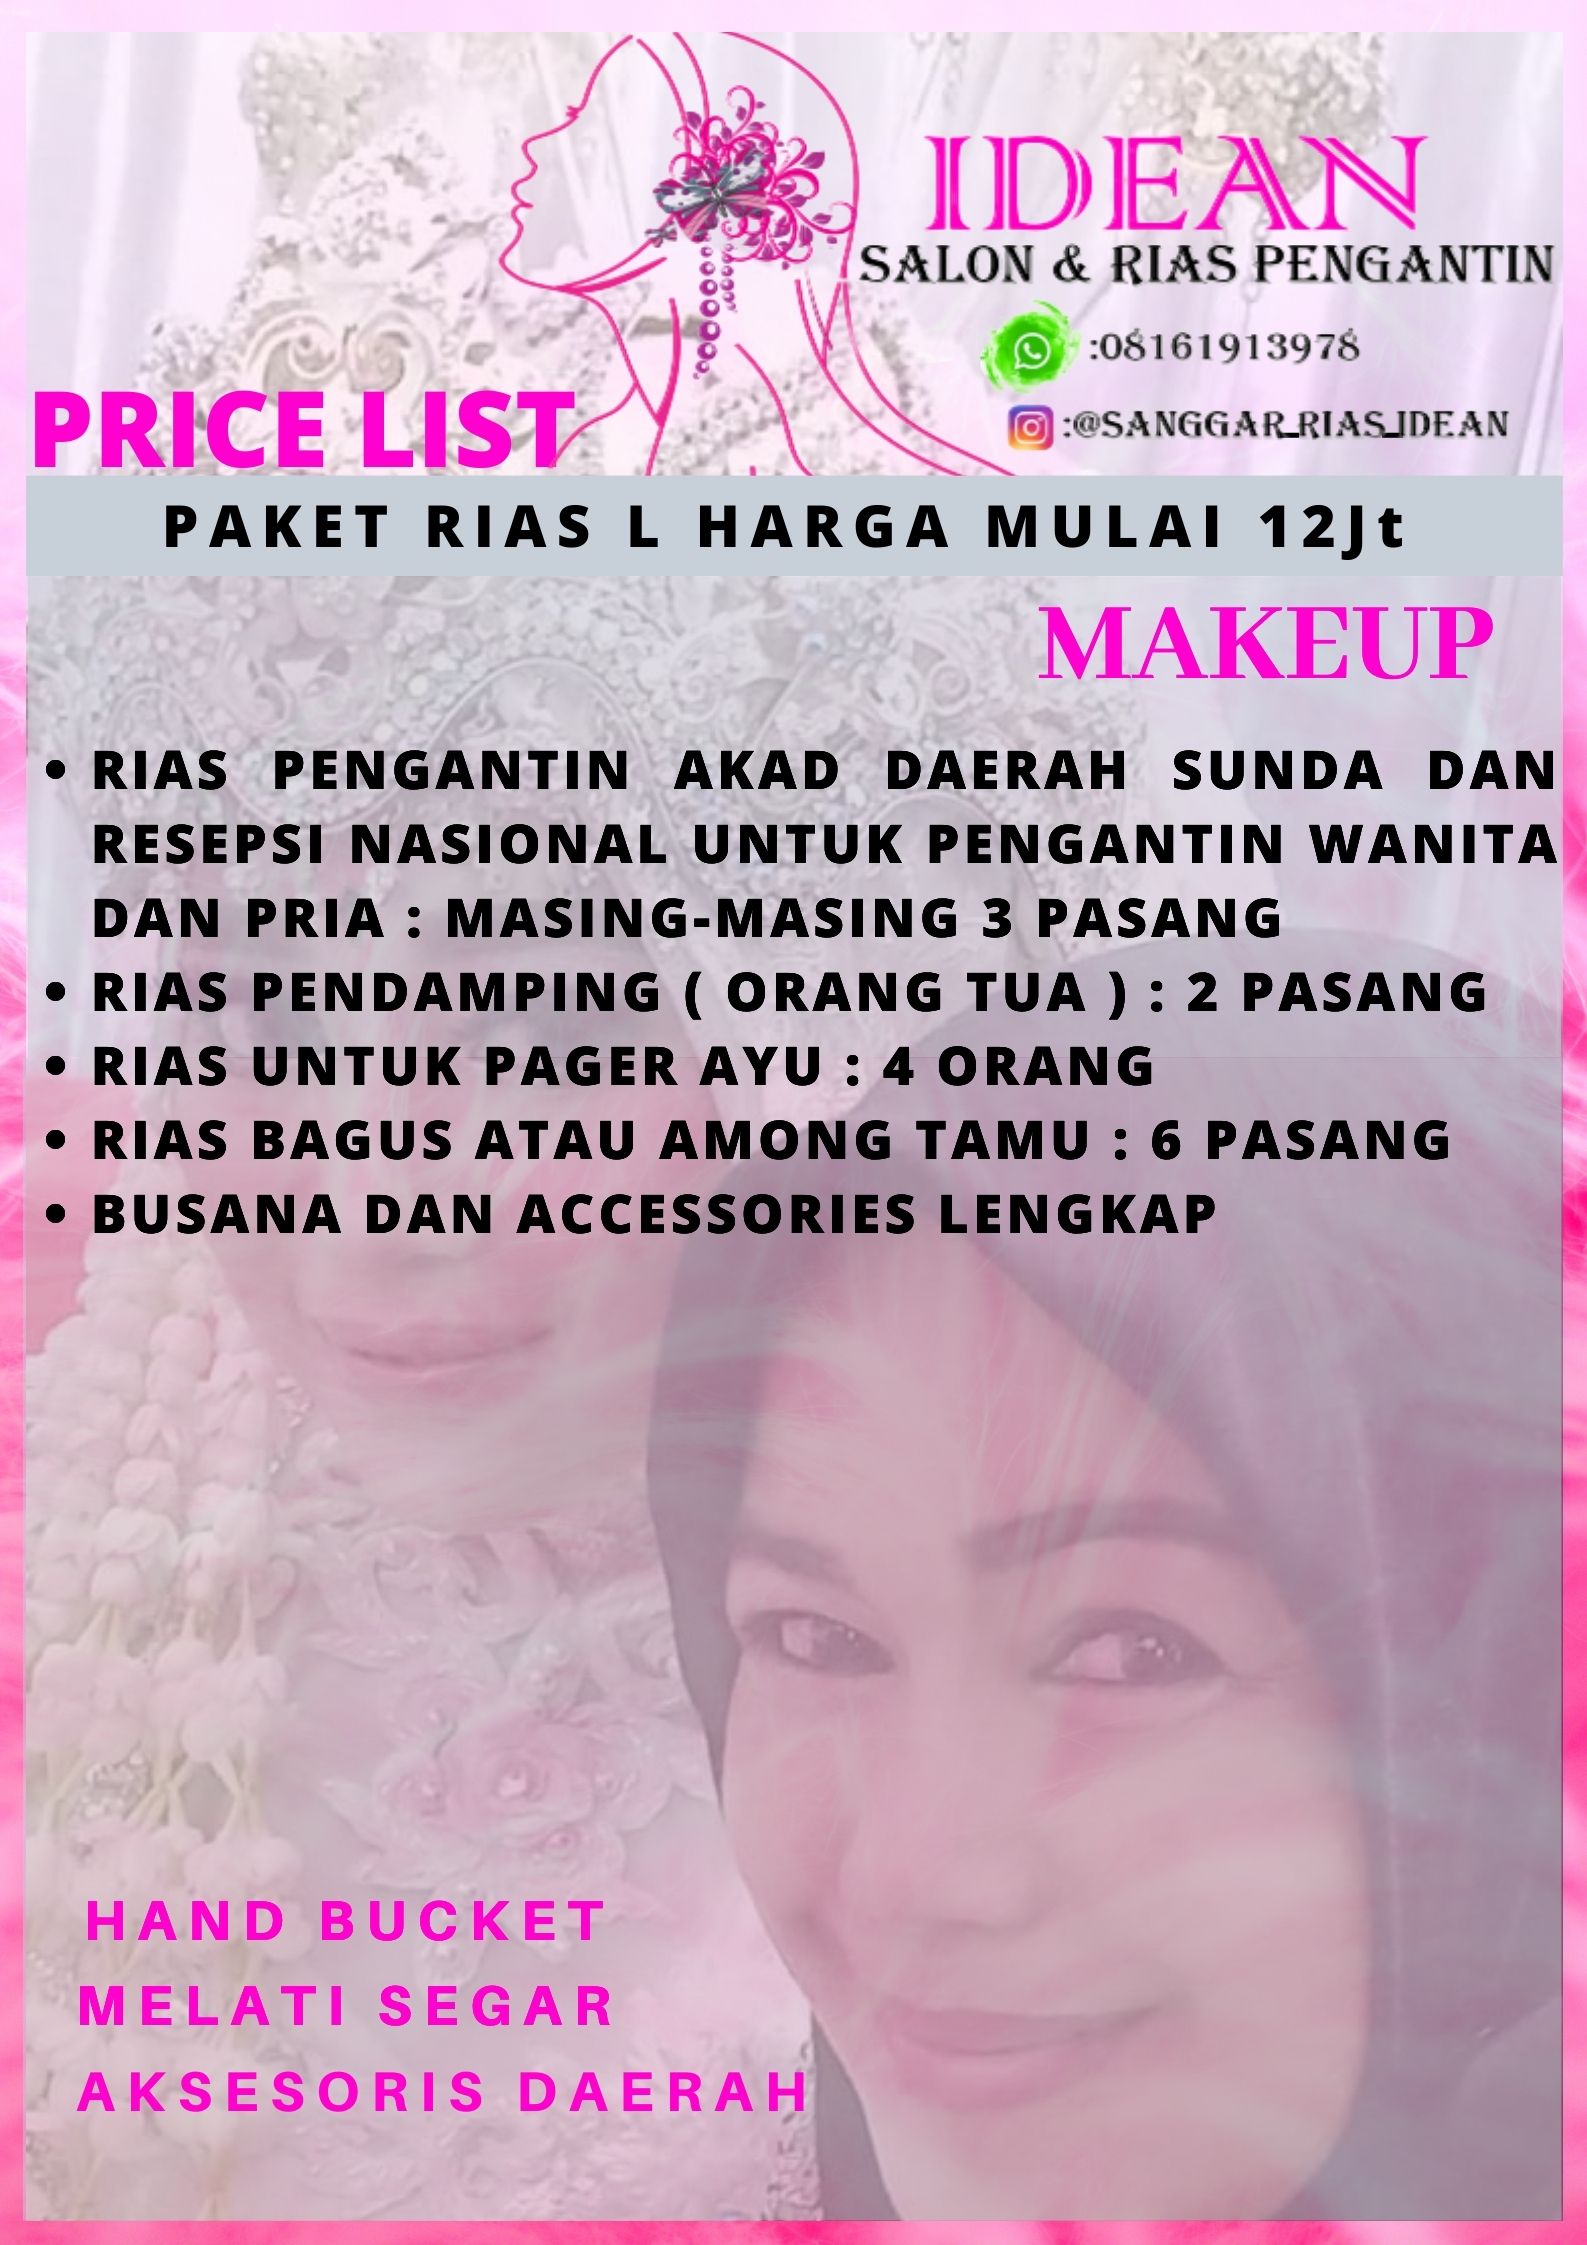 IDEAN
SALON & RIAS PENGANTIN
:08161913978
:@SANGGAR_RIAS_IDEAN
PRICE LIST
PAKET RIAS L HARGA MULAI 12Jt
MAKEUP
• RIAS PENGANTIN AKAD DAERAH SUNDA DAN
RESEPSI NASIONAL UNTUK PENGANTIN WANITA
DAN PRIA : MASING-MASING 3 PASANG
• RIAS PENDAMPING ( ORANG TUA ) : 2 PASANG
• RIAS UNTUK PAGER AYU : 4 ORANG
• RIAS BAGUS ATAU AMONG TAMU : 6 PASANG
• BUSANA DAN ACCESSORIES LENGKAP
HAND BUCKET
MELATI SEGAR
AKSESORIS DAERAH